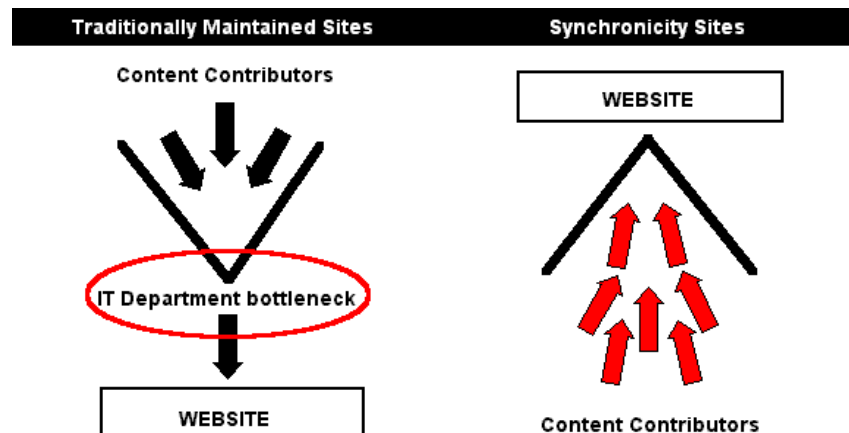 Traditionally Maintained Sites
Content Contributors
IT Department bottleneck
WEBSITE
Synchronicity Sites
WEBSITE
Content Contributors